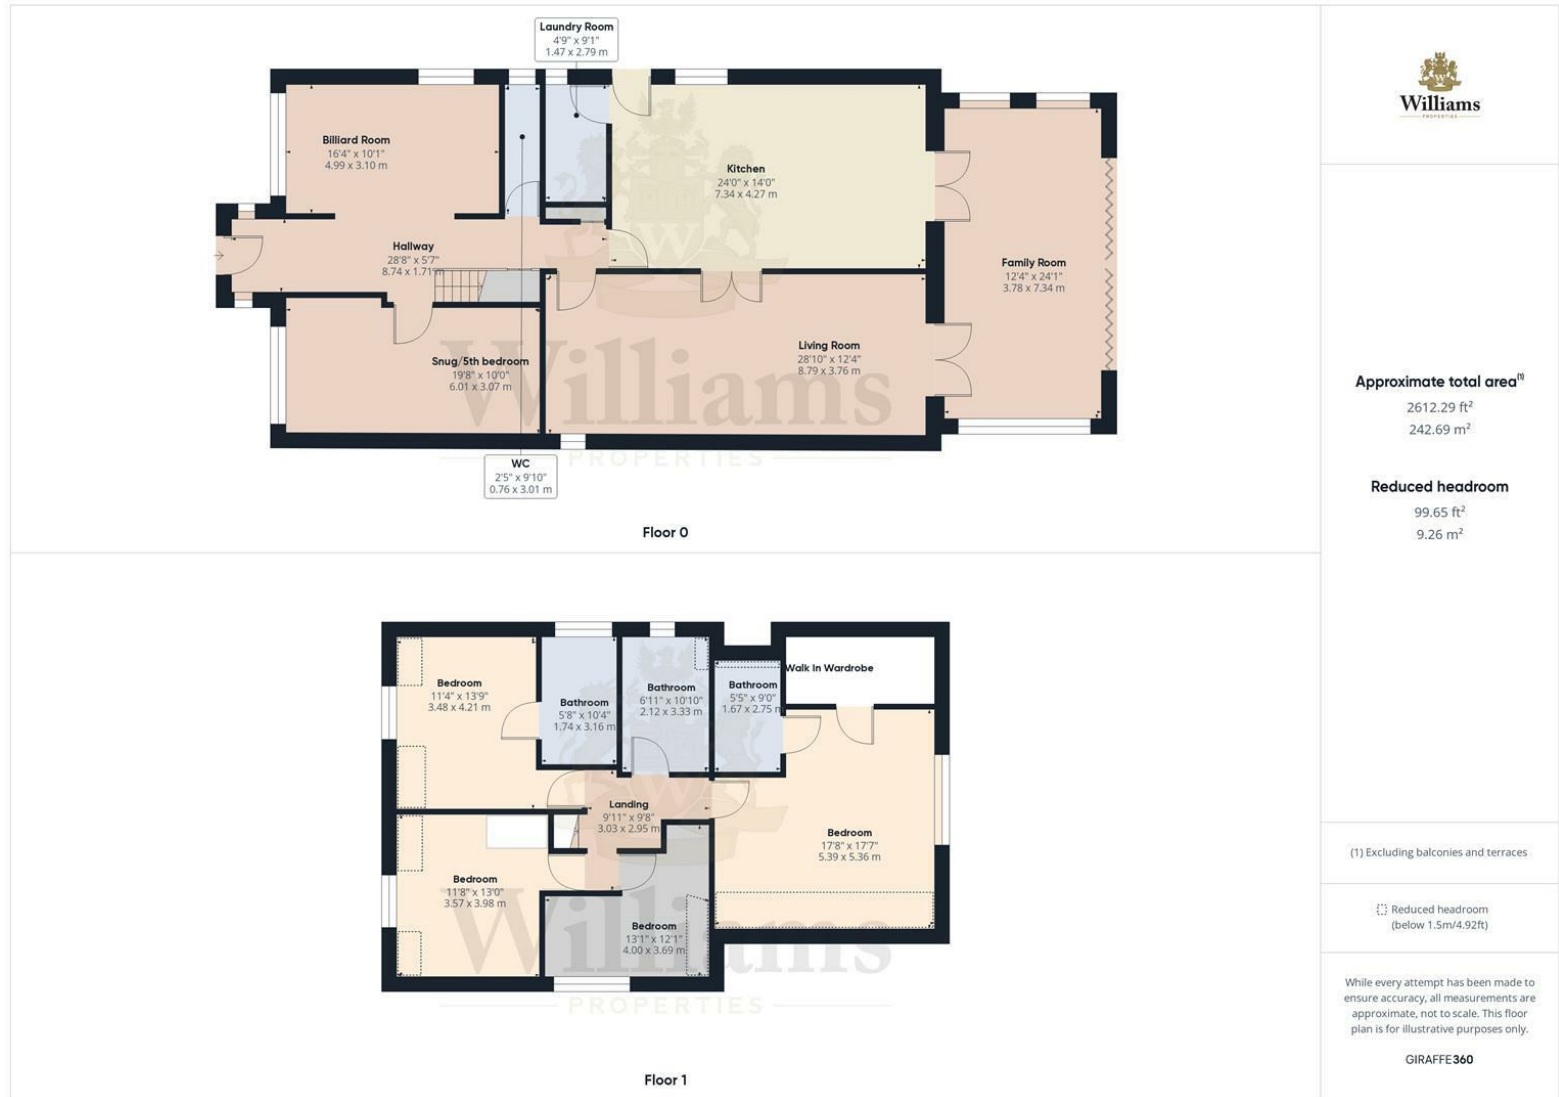 Laundry Room
4'9" x 9'1"
1.47 x 2.79 m
Billiard Room
16'4" x 10'1"
4.99 x 3.10 m
Kitchen
24'0" x 14'0"
7.34 x 4.27 m
Hallway
28'8" x 5'7"
8.74 x 1.71 m
Family Room
12'4" x 24'1"
3.78 x 7.34 m
Snug/5th bedroom
19'8" x 10'0"
6.01 x 3.07 m
Living Room
28'10" x 12'4"
8.79 x 3.76 m
Williams
PROPERTIES
WC
2'5" x 9'10"
0.76 x 3.01 m
Floor 0
Bedroom
11'4" x 13'9"
3.48 x 4.21 m
Bathroom
5'8" x 10'4"
1.74 x 3.16 m
Bathroom
6'11" x 10'10"
2.12 x 3.33 m
Bathroom
5'5" x 9'0"
1.67 x 2.75 m
Walk In Wardrobe
Landing
9'11" x 9'8"
3.03 x 2.95 m
Bedroom
17'8" x 17'7"
5.39 x 5.36 m
Bedroom
11'8" x 13'0"
3.57 x 3.98 m
Bedroom
13'1" x 12'1"
4.00 x 3.69 m
Williams
PROPERTIES
Floor 1
Williams
PROPERTIES
Approximate total area(1)
2612.29 ft²
242.69 m²
Reduced headroom
99.65 ft²
9.26 m²
(1) Excluding balconies and terraces
Reduced headroom
(below 1.5m/4.92ft)
While every attempt has been made to
ensure accuracy, all measurements are
approximate, not to scale. This floor
plan is for illustrative purposes only.
GIRAFFE360